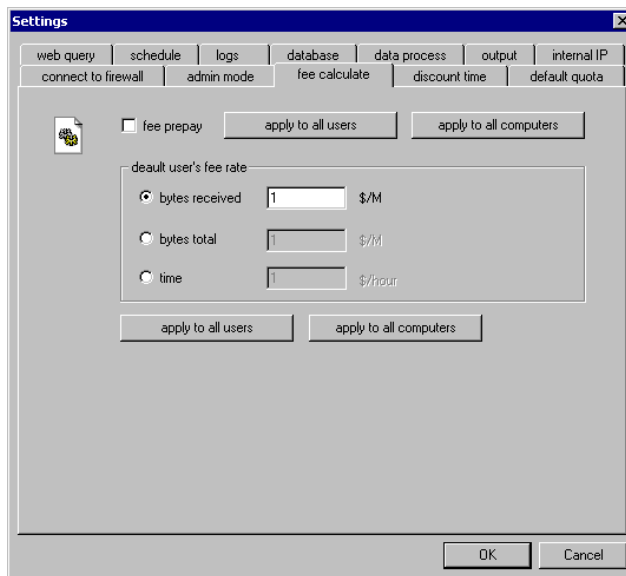 Settings
web query schedule logs database data process output internal IP
connect to firewall admin mode fee calculate discount time default quota
fee prepay apply to all users apply to all computers
deault user's fee rate
bytes received 1 $/M
bytes total 1 $/M
time 1 $/hour
apply to all users apply to all computers
OK Cancel